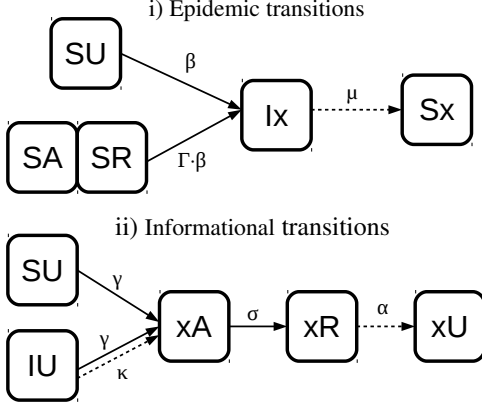 i) Epidemic transitions
SU
β
Ix
μ
Sx
SA SR
Γ·β
ii) Informational transitions
SU
γ
xA
σ
xR
α
xU
IU
γ
κ